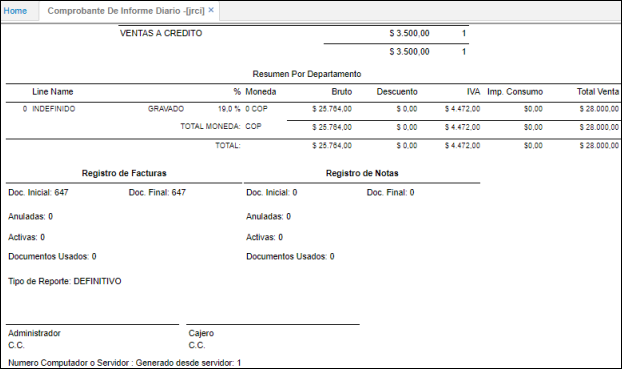 Home Comprobante De Informe Diario -[jrci] ×
VENTAS A CREDITO $ 3.500,00 1
$ 3.500,00 1
Resumen Por Departamento
Line Name % Moneda Bruto Descuento IVA Imp. Consumo Total Venta
0 INDEFINIDO GRAVADO 19,0 % 0 COP $ 25.764,00 $ 0,00 $ 4.472,00 $0,00 $ 28.000,00
TOTAL MONEDA: COP $ 25.764,00 $ 0,00 $ 4.472,00 $0,00 $ 28.000,00
TOTAL: $ 25.764,00 $ 0,00 $ 4.472,00 $0,00 $ 28.000,00
Registro de Facturas Registro de Notas
Doc. Inicial: 647 Doc. Final: 647 Doc. Inicial: 0 Doc. Final: 0
Anuladas: 0 Anuladas: 0
Activas: 0 Activas: 0
Documentos Usados: 0 Documentos Usados: 0
Tipo de Reporte: DEFINITIVO
Administrador Cajero
C.C. C.C.
Numero Computador o Servidor : Generado desde servidor: 1